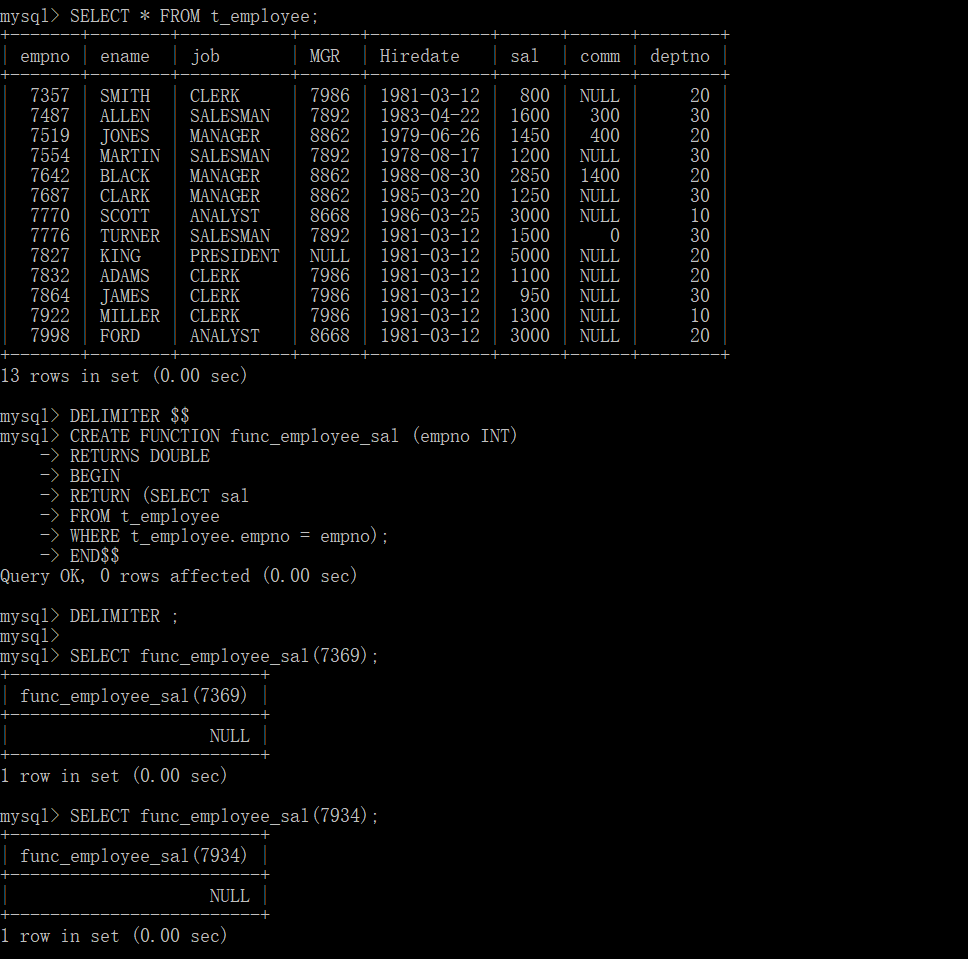 mysql> SELECT * FROM t_employee;
+-------+--------+-----------+------+------------+------+------+--------+
| empno | ename  | job       | MGR  | Hiredate   | sal  | comm | deptno |
+-------+--------+-----------+------+------------+------+------+--------+
|  7357 | SMITH  | CLERK     | 7986 | 1981-03-12 |  800 | NULL |     20 |
|  7487 | ALLEN  | SALESMAN  | 7892 | 1983-04-22 | 1600 |  300 |     30 |
|  7519 | JONES  | MANAGER   | 8862 | 1979-06-26 | 1450 |  400 |     20 |
|  7554 | MARTIN | SALESMAN  | 7892 | 1978-08-17 | 1200 | NULL |     30 |
|  7642 | BLACK  | MANAGER   | 8862 | 1988-08-30 | 2850 | 1400 |     20 |
|  7687 | CLARK  | MANAGER   | 8862 | 1985-03-20 | 1250 | NULL |     30 |
|  7770 | SCOTT  | ANALYST   | 8668 | 1986-03-25 | 3000 | NULL |     10 |
|  7776 | TURNER | SALESMAN  | 7892 | 1981-03-12 | 1500 |    0 |     30 |
|  7827 | KING   | PRESIDENT | NULL | 1981-03-12 | 5000 | NULL |     20 |
|  7832 | ADAMS  | CLERK     | 7986 | 1981-03-12 | 1100 | NULL |     20 |
|  7864 | JAMES  | CLERK     | 7986 | 1981-03-12 |  950 | NULL |     30 |
|  7922 | MILLER | CLERK     | 7986 | 1981-03-12 | 1300 | NULL |     10 |
|  7998 | FORD   | ANALYST   | 8668 | 1981-03-12 | 3000 | NULL |     20 |
+-------+--------+-----------+------+------------+------+------+--------+
13 rows in set (0.00 sec)

mysql> DELIMITER $$
mysql> CREATE FUNCTION func_employee_sal (empno INT)
    -> RETURNS DOUBLE
    -> BEGIN
    -> RETURN (SELECT sal
    -> FROM t_employee
    -> WHERE t_employee.empno = empno);
    -> END$$
Query OK, 0 rows affected (0.00 sec)

mysql> DELIMITER ;
mysql>
mysql> SELECT func_employee_sal(7369);
+-------------------------+
| func_employee_sal(7369) |
+-------------------------+
|                    NULL |
+-------------------------+
1 row in set (0.00 sec)

mysql> SELECT func_employee_sal(7934);
+-------------------------+
| func_employee_sal(7934) |
+-------------------------+
|                    NULL |
+-------------------------+
1 row in set (0.00 sec)